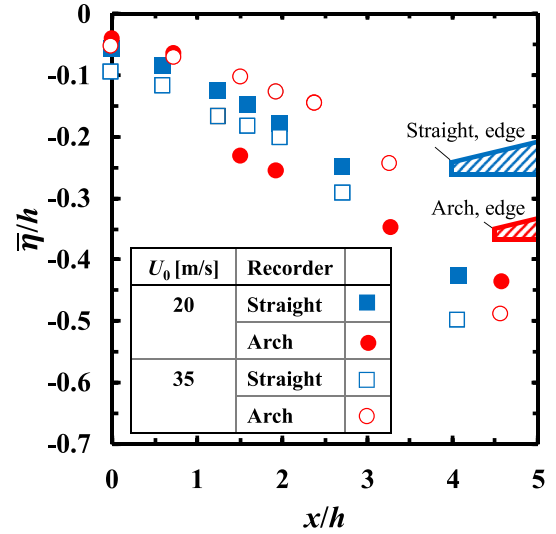 -0
-0.1
-0.2
-0.3
-0.4
-0.5
-0.6
-0.7
η̅/h
Straight, edge
Arch, edge
U₀ [m/s] Recorder
20 Straight
Arch
35 Straight
Arch
0 1 2 3 4 5
x/h